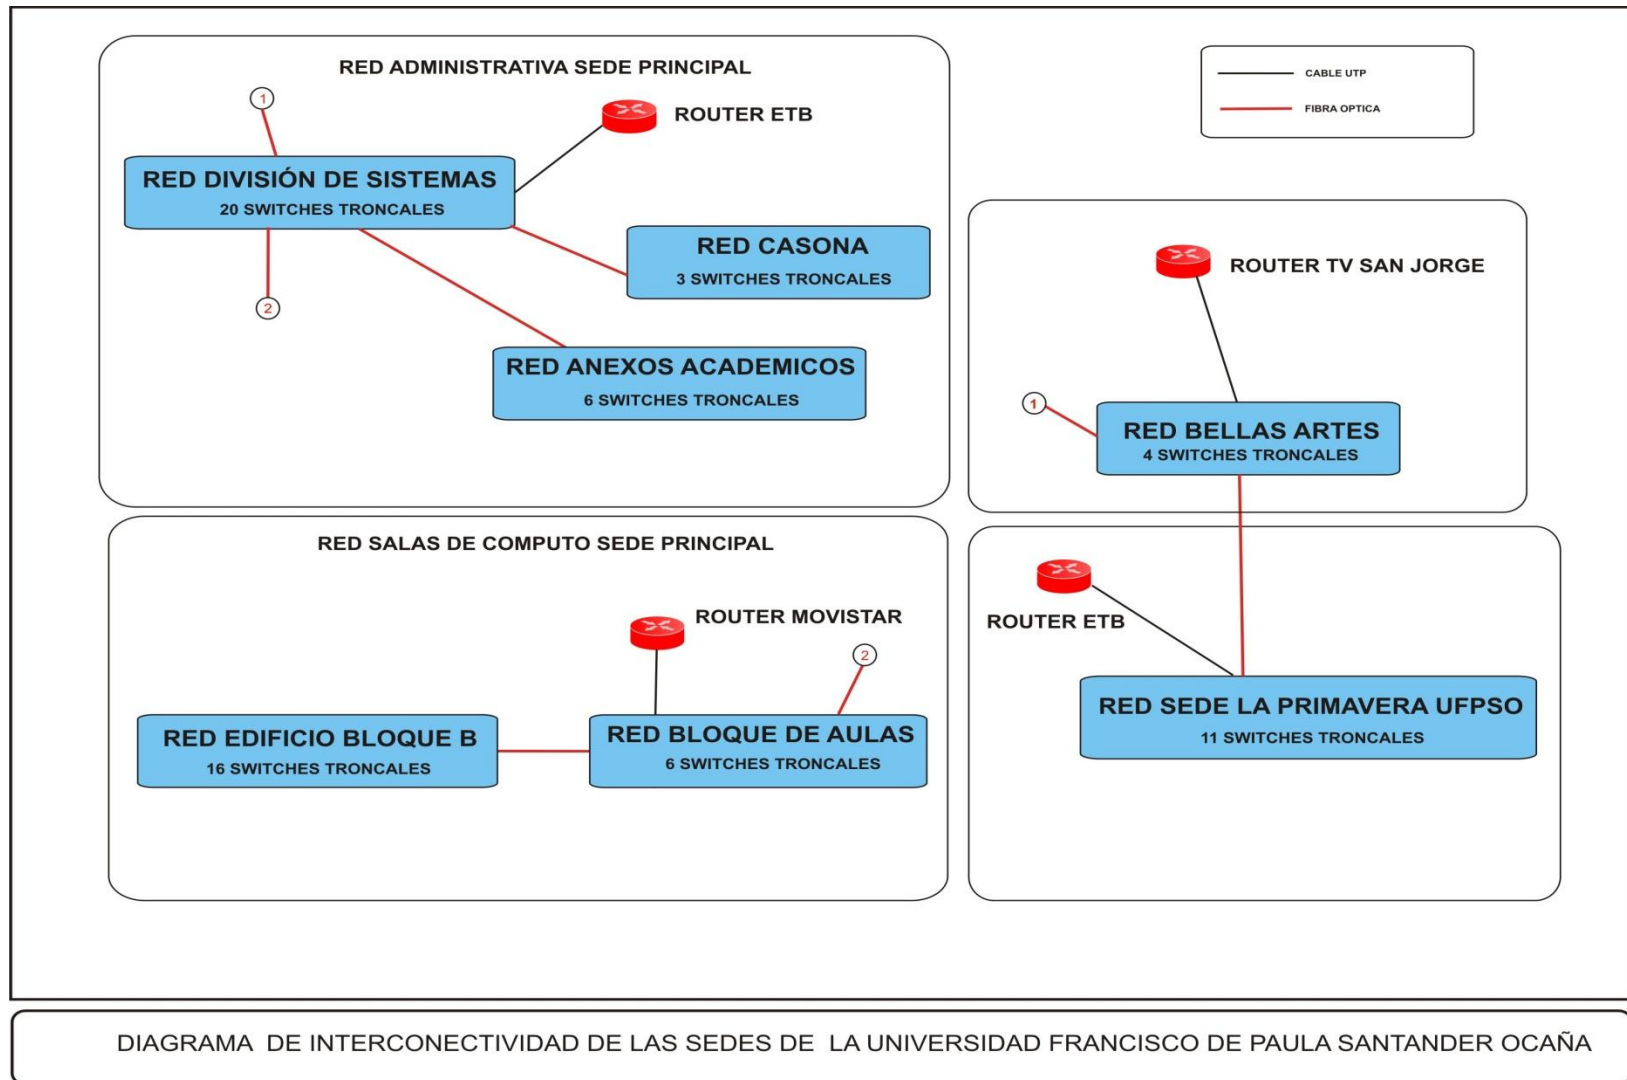 RED ADMINISTRATIVA SEDE PRINCIPAL
1
ROUTER ETB
RED DIVISIÓN DE SISTEMAS
20 SWITCHES TRONCALES
RED CASONA
3 SWITCHES TRONCALES
2
RED ANEXOS ACADEMICOS
6 SWITCHES TRONCALES
CABLE UTP
FIBRA OPTICA
ROUTER TV SAN JORGE
1
RED BELLAS ARTES
4 SWITCHES TRONCALES
RED SALAS DE COMPUTO SEDE PRINCIPAL
ROUTER MOVISTAR
2
RED EDIFICIO BLOQUE B
16 SWITCHES TRONCALES
RED BLOQUE DE AULAS
6 SWITCHES TRONCALES
ROUTER ETB
RED SEDE LA PRIMAVERA UFPSO
11 SWITCHES TRONCALES
DIAGRAMA DE INTERCONECTIVIDAD DE LAS SEDES DE LA UNIVERSIDAD FRANCISCO DE PAULA SANTANDER OCAÑA